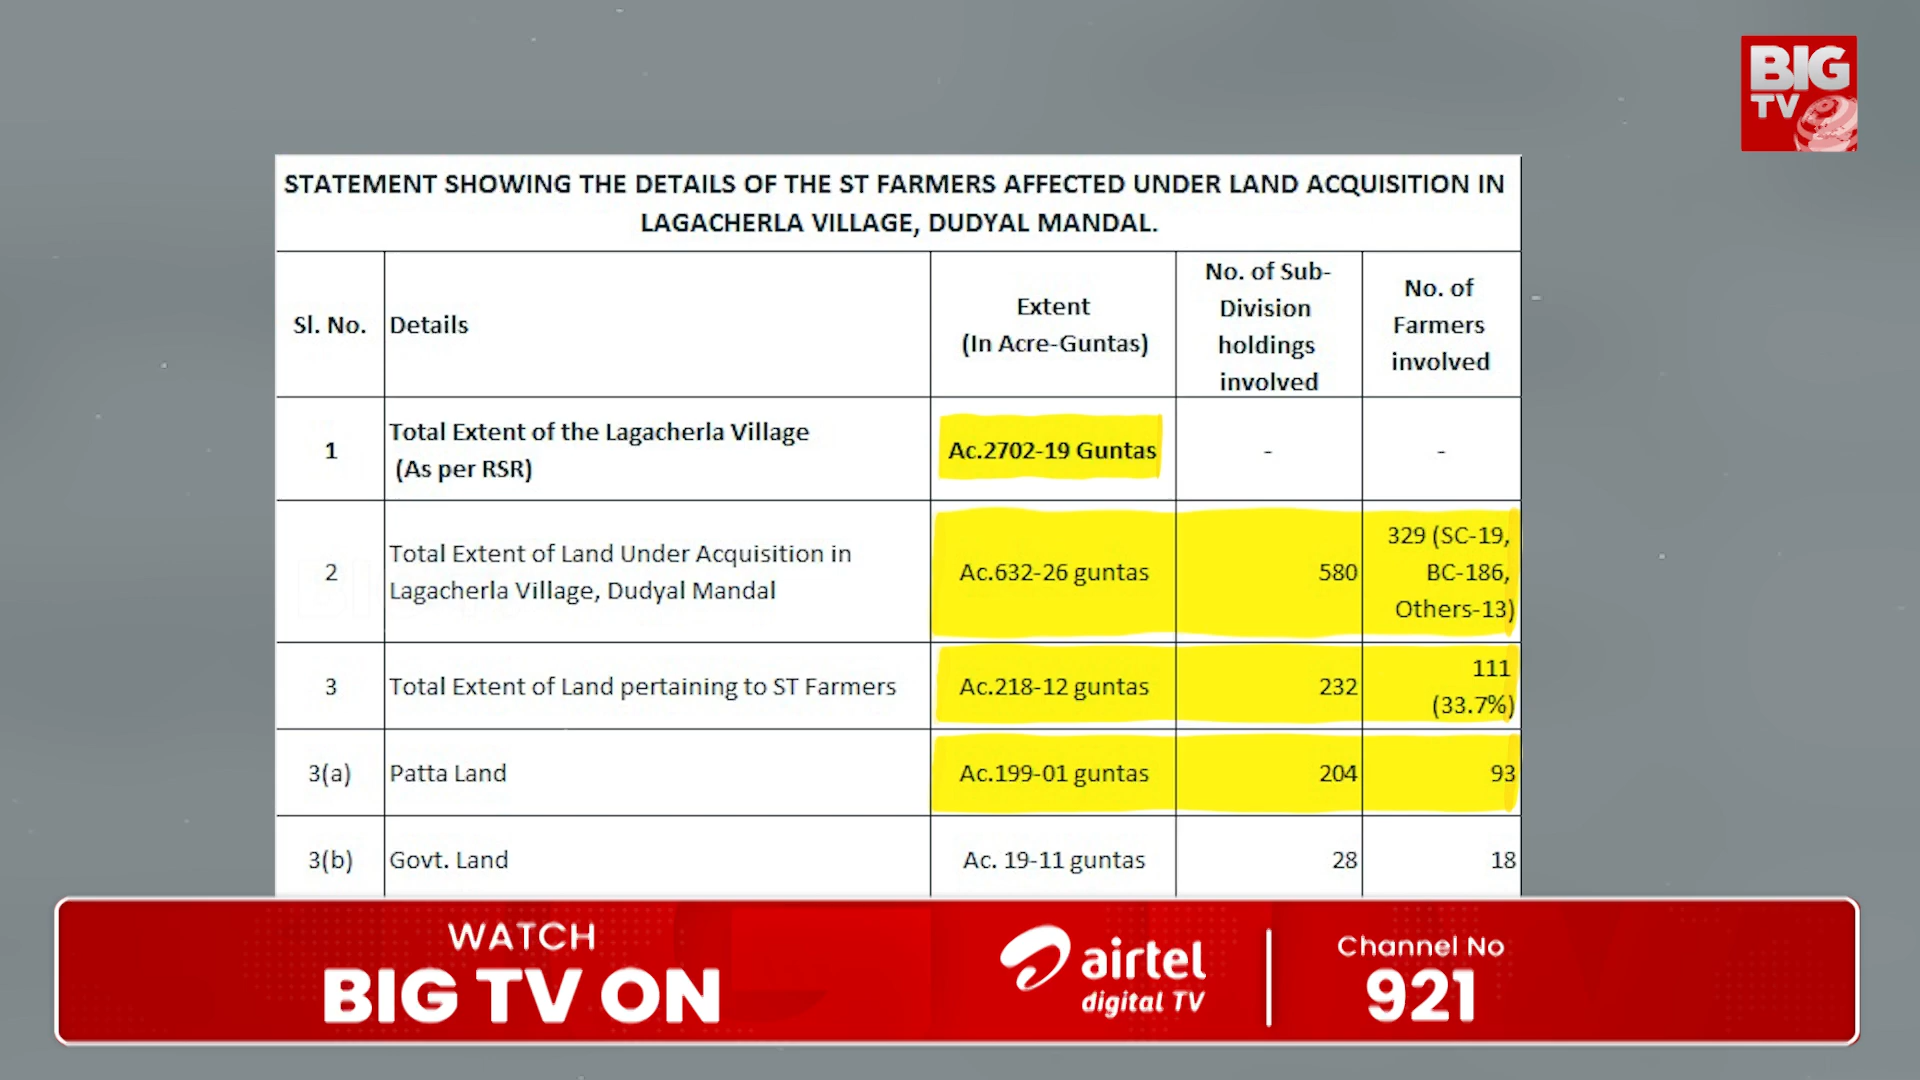 BIG
TV
STATEMENT SHOWING THE DETAILS OF THE ST FARMERS AFFECTED UNDER LAND ACQUISITION IN
LAGACHERLA VILLAGE, DUDYAL MANDAL.
Sl. No.
Details
Extent
(In Acre-Guntas)
No. of Sub-
Division
holdings
involved
No. of
Farmers
involved
1
Total Extent of the Lagacherla Village
(As per RSR)
Ac.2702-19 Guntas
-
-
2
Total Extent of Land Under Acquisition in
Lagacherla Village, Dudyal Mandal
Ac.632-26 guntas
580
329 (SC-19,
BC-186,
Others-13)
3
Total Extent of Land pertaining to ST Farmers
Ac.218-12 guntas
232
111
(33.7%)
3(a)
Patta Land
Ac.199-01 guntas
204
93
3(b)
Govt. Land
Ac. 19-11 guntas
28
18
WATCH
BIG TV ON
airtel
digital TV
Channel No
921